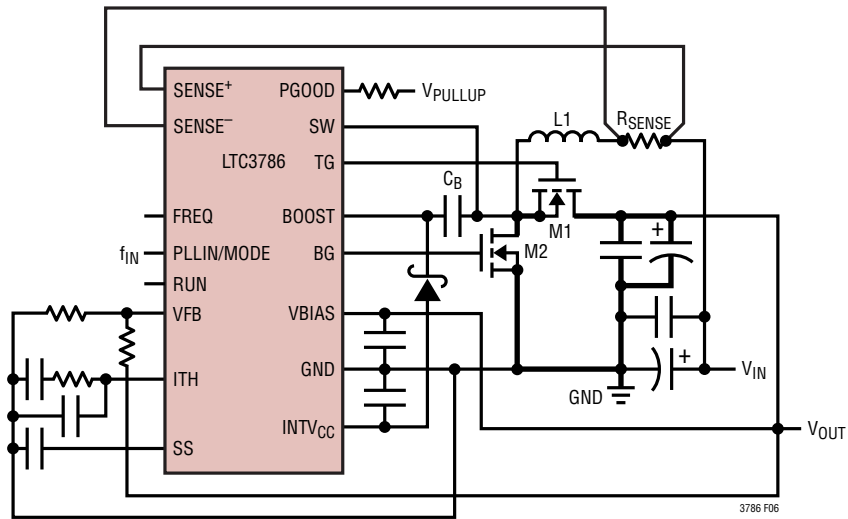 SENSE+
PGOOD
VPULLUP
SENSE–
SW
L1
RSENSE
LTC3786
TG
CB
FREQ
BOOST
M1
+
fIN
PLLIN/MODE
BG
M2
RUN
VFB
VBIAS
+
ITH
GND
VIN
GND
SS
INTVCC
VOUT
3786 F06